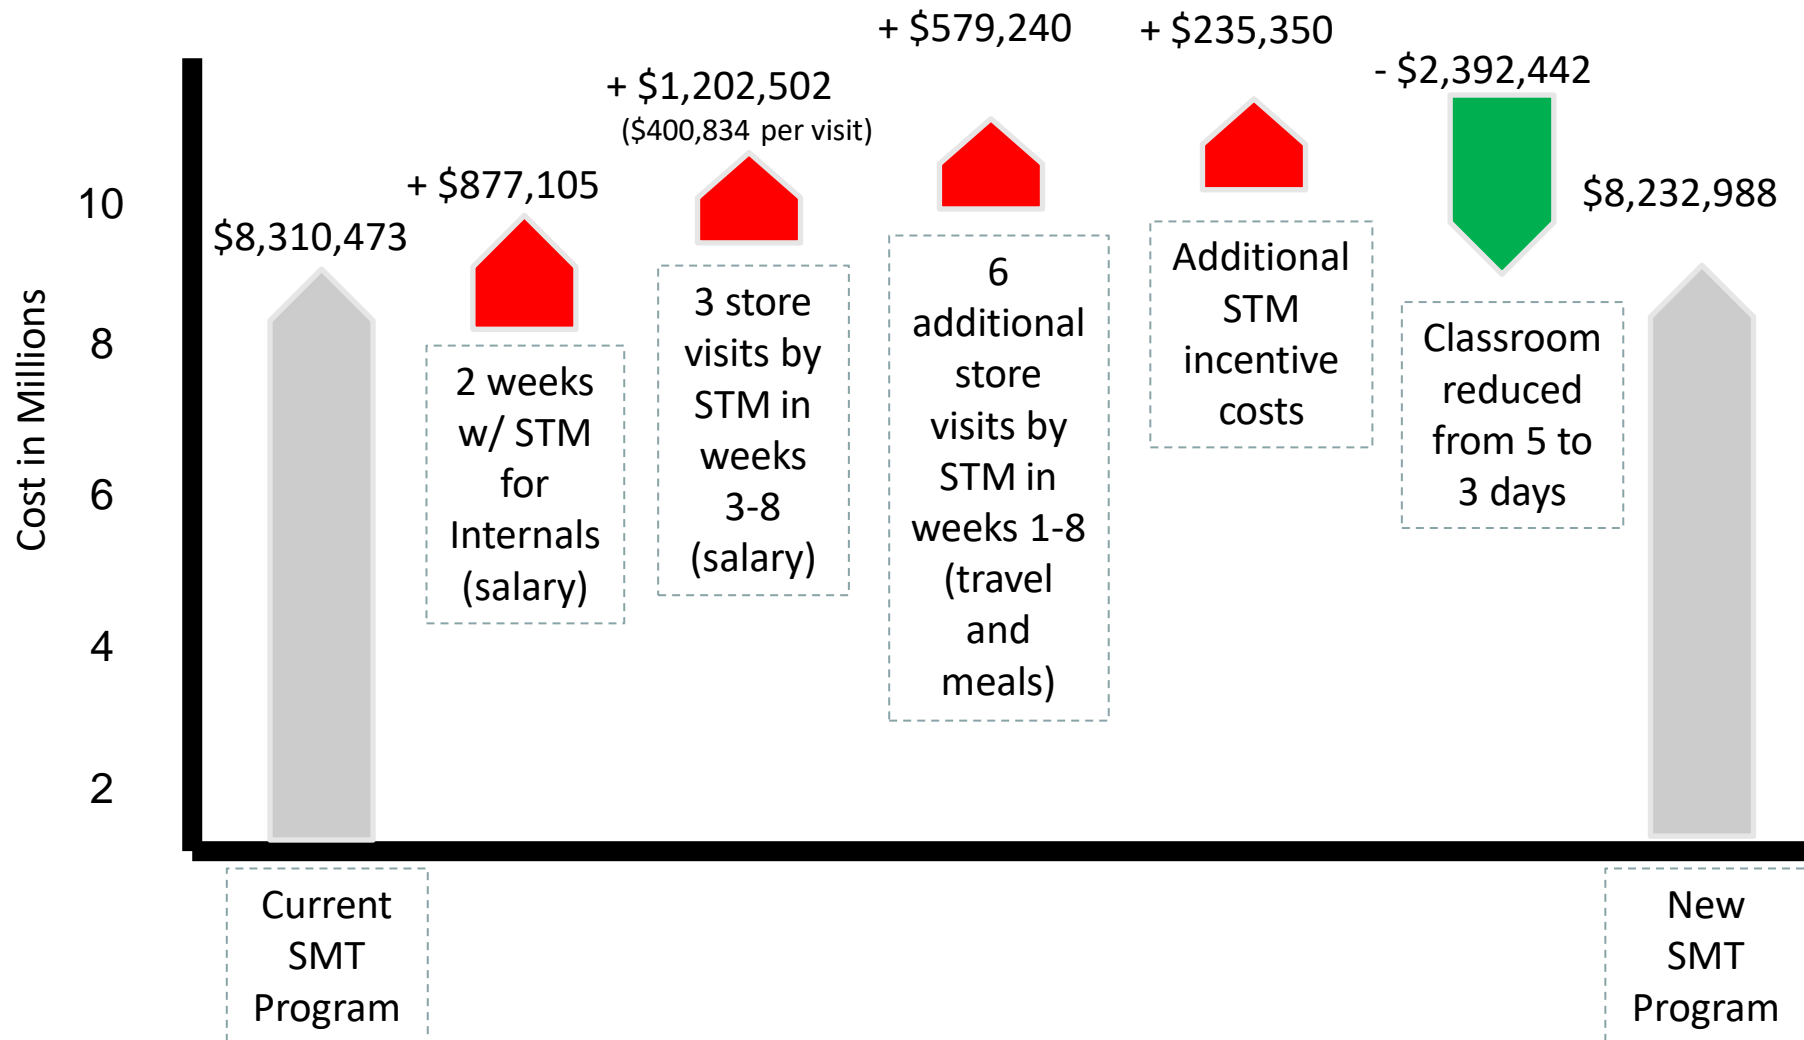 + $579,240
+ $235,350
- $2,392,442
+ $1,202,502
($400,834 per visit)
+ $877,105
$8,310,473
$8,232,988
Cost in Millions
10
8
6
4
2
2 weeks
w/ STM
for
Internals
(salary)
3 store
visits by
STM in
weeks
3-8
(salary)
6
additional
store
visits by
STM in
weeks 1-8
(travel
and
meals)
Additional
STM
incentive
costs
Classroom
reduced
from 5 to
3 days
Current
SMT
Program
New
SMT
Program